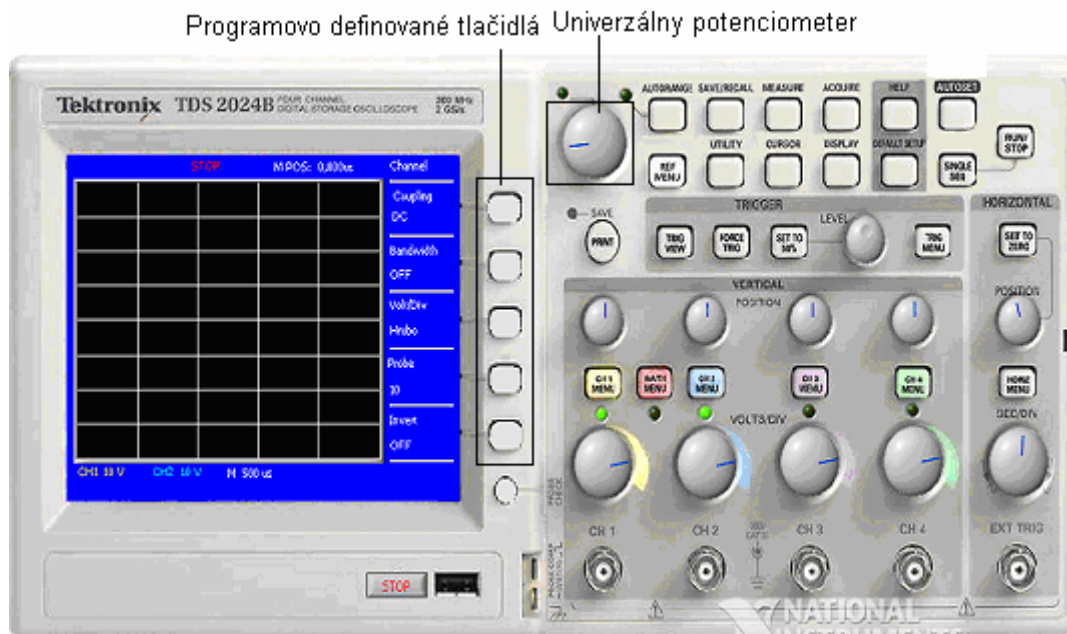 Programovo definované tlačidlá
Univerzálny potenciometer
Tektronix TDS 2024B FOUR CHANNEL DIGITAL STORAGE OSCILLOSCOPE 200 MHz 2 GS/s
STOP M POS: 0,000us Channel
Coupling
DC
Bandwidth
OFF
Volt/Div
Hrubo
Probe
10
Invert
OFF
CH1 10 V CH2 10 V M 500 us
STOP
AUTORANGE SAVE/RECALL MEASURE ACQUIRE HELP AUTOSET
RUN/STOP
REF MENU
UTILITY CURSOR DISPLAY DEFAULT SETUP
SINGLE SEQ
SAVE
PRINT
TRIGGER
LEVEL
TRIG VIEW
FORCE TRIG
SET TO 50%
TRIG MENU
HORIZONTAL
SET TO ZERO
VERTICAL
POSITION
POSITION
CH 1 MENU
MATH MENU
CH 2 MENU
CH 3 MENU
CH 4 MENU
HORIZ MENU
VOLTS/DIV
SEC/DIV
PROBE CHECK
CH 1 CH 2 CH 3 CH 4 EXT TRIG
PROBE COMP
NATIONAL
INSTRUMENTS